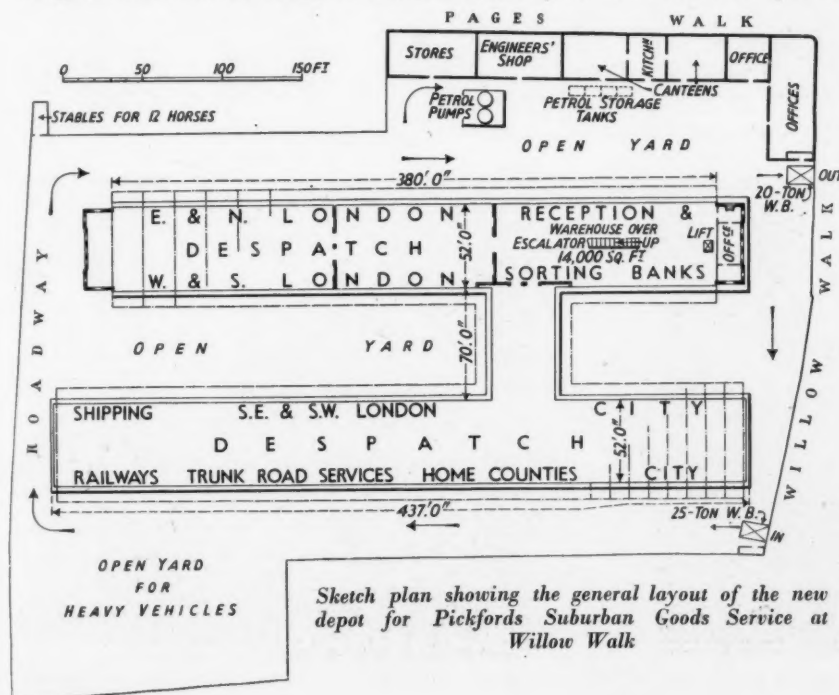 PAGES WALK
STORES
ENGINEERS'
SHOP
KITCHN
OFFICE
CANTEENS
OFFICES
0 50 100 150 FT
PETROL
PUMPS
PETROL STORAGE
TANKS
STABLES FOR 12 HORSES
OPEN YARD
OUT
20-TON
W.B.
380'.0"
E. & N. LONDON
DESPATCH
W. & S. LONDON
52'.0"
RECEPTION &
WAREHOUSE OVER
ESCALATOR UP
14,000 SQ. FT
SORTING BANKS
LIFT
OFFCE
ROADWAY
OPEN YARD
70'.0"
WILLOW WALK
SHIPPING S.E. & S.W. LONDON CITY
DESPATCH
52'.0"
RAILWAYS TRUNK ROAD SERVICES HOME COUNTIES CITY
437'.0"
25-TON W.B.
IN
OPEN YARD
FOR
HEAVY VEHICLES
Sketch plan showing the general layout of the new
depot for Pickfords Suburban Goods Service at
Willow Walk